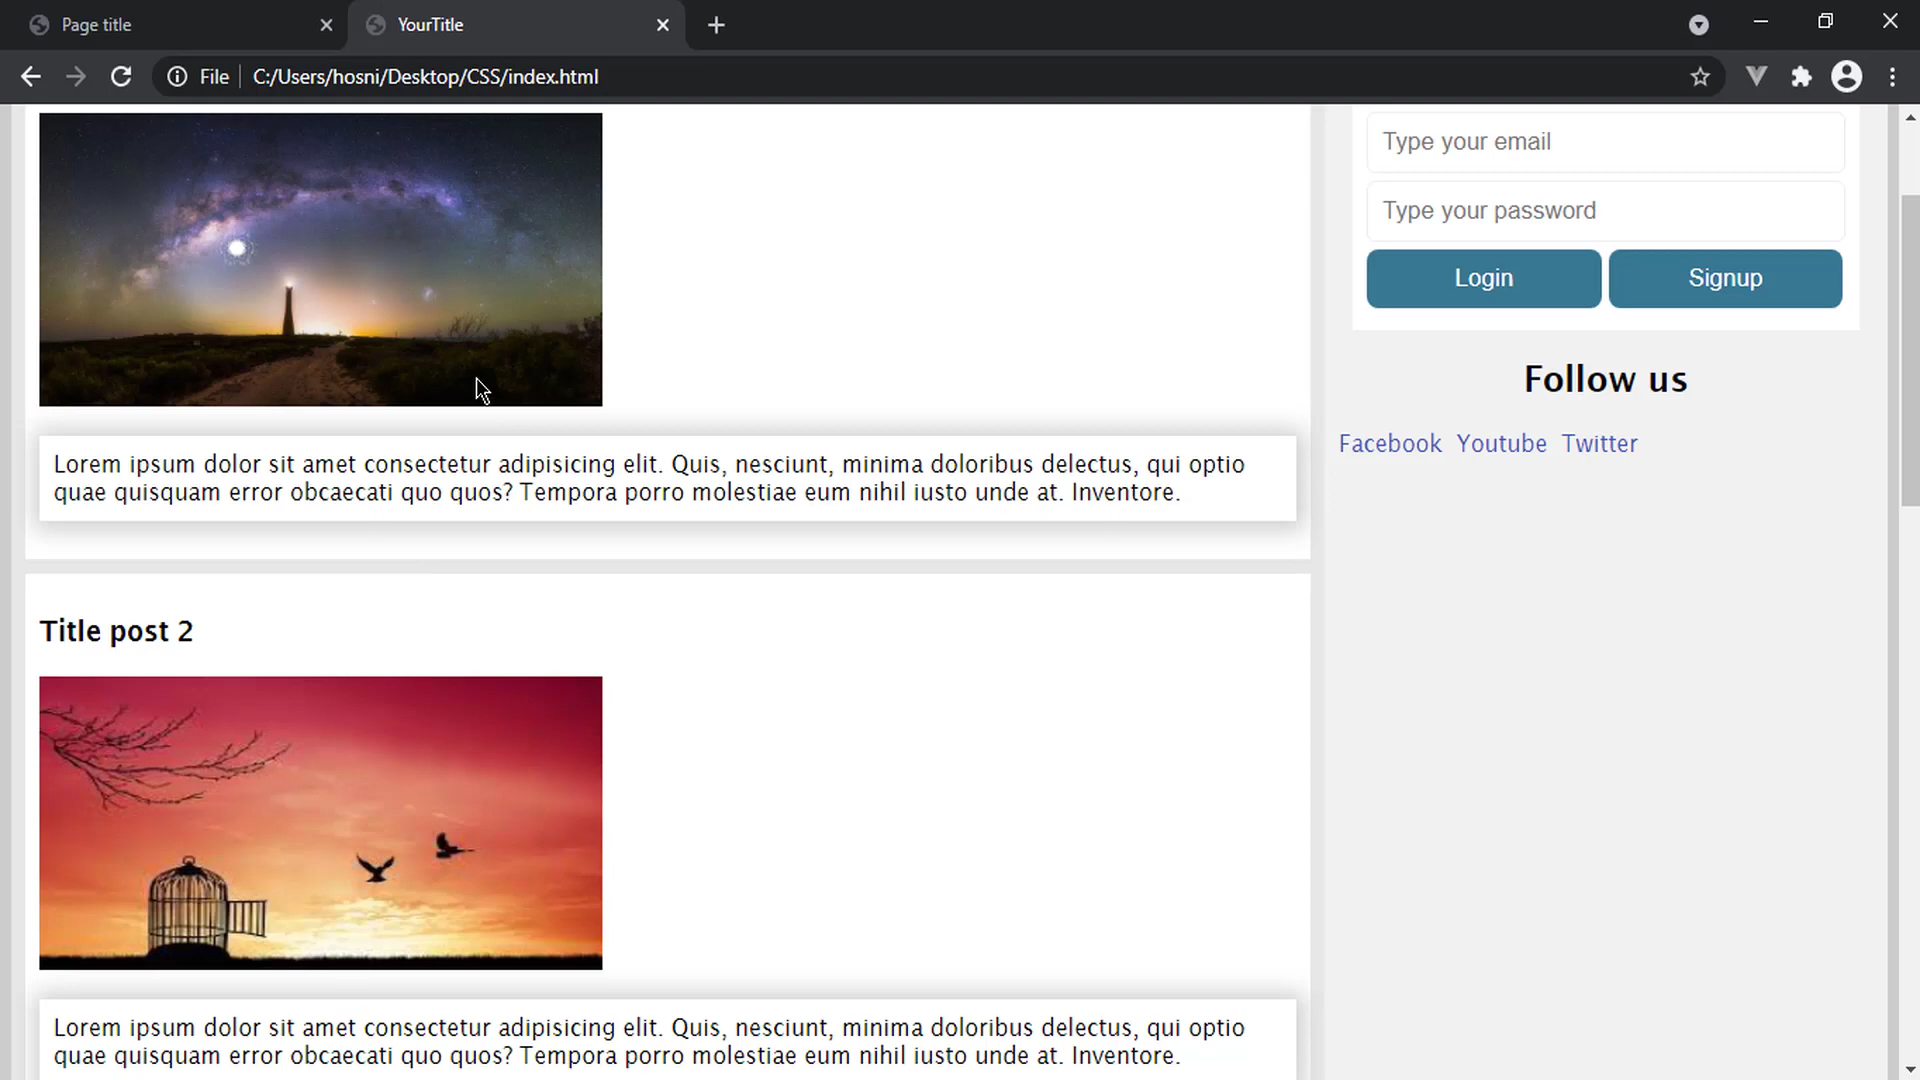 Page title
YourTitle
File
C:/Users/hosni/Desktop/CSS/index.html
Lorem ipsum dolor sit amet consectetur adipisicing elit. Quis, nesciunt, minima doloribus delectus, qui optio
quae quisquam error obcaecati quo quos? Tempora porro molestiae eum nihil iusto unde at. Inventore.
Title post 2
Lorem ipsum dolor sit amet consectetur adipisicing elit. Quis, nesciunt, minima doloribus delectus, qui optio
quae quisquam error obcaecati quo quos? Tempora porro molestiae eum nihil iusto unde at. Inventore.
Type your email
Type your password
Login Signup
Follow us
Facebook Youtube Twitter